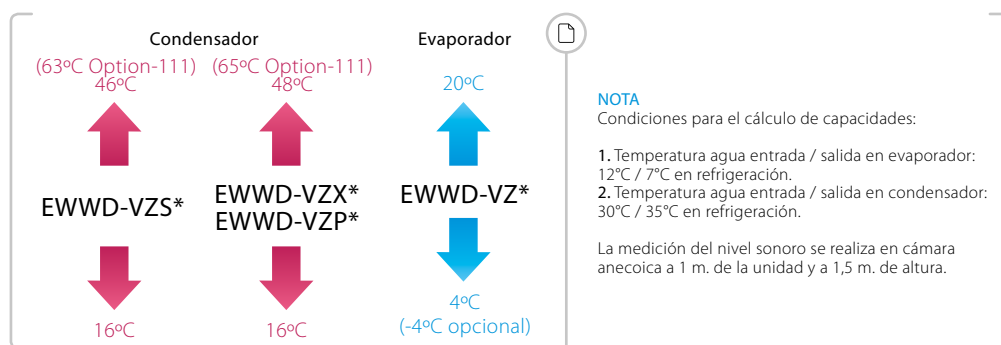 Condensador
Evaporador
(63ºC Option-111) (65ºC Option-111)
46ºC
48ºC
20ºC
EWWD-VZS*
EWWD-VZX*
EWWD-VZP*
EWWD-VZ*
16ºC
16ºC
4ºC
(-4ºC opcional)
NOTA
Condiciones para el cálculo de capacidades:
1. Temperatura agua entrada / salida en evaporador:
12°C / 7°C en refrigeración.
2. Temperatura agua entrada / salida en condensador:
30°C / 35°C en refrigeración.
La medición del nivel sonoro se realiza en cámara
anecoica a 1 m. de la unidad y a 1,5 m. de altura.